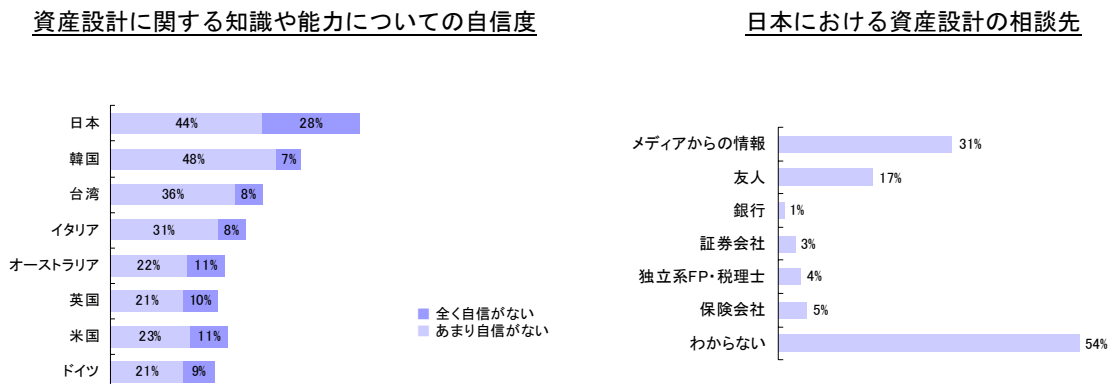 資産設計に関する知識や能力についての自信度
日本 44% 28%
韓国 48% 7%
台湾 36% 8%
イタリア 31% 8%
オーストラリア 22% 11%
英国 21% 10%
米国 23% 11%
ドイツ 21% 9%
全く自信がない
あまり自信がない
日本における資産設計の相談先
メディアからの情報 31%
友人 17%
銀行 1%
証券会社 3%
独立系FP・税理士 4%
保険会社 5%
わからない 54%